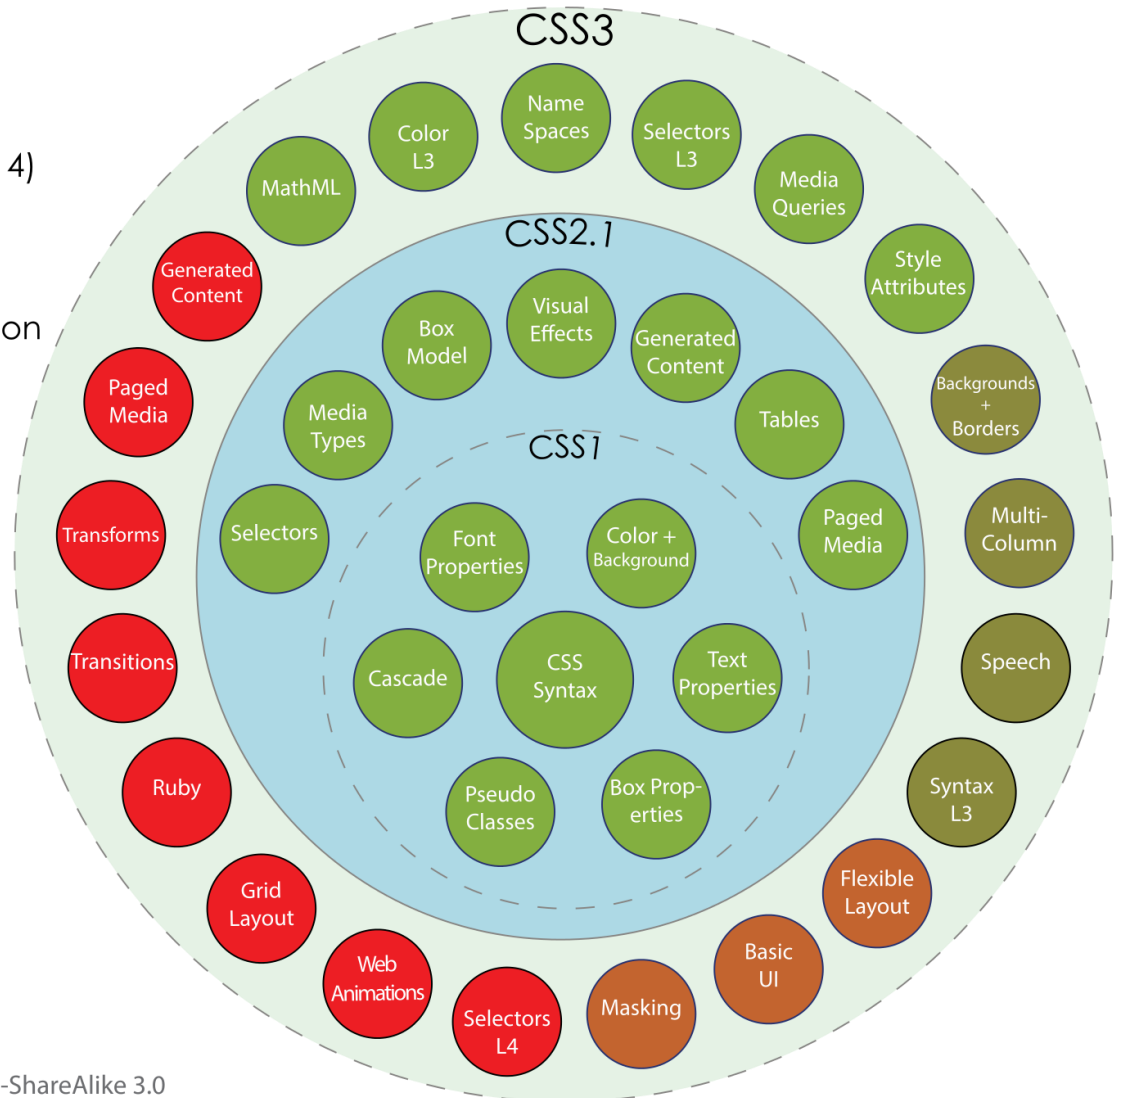 CSS3
4)
on
Name
Spaces
Selectors
L3
Media
Queries
Style
Attributes
Backgrounds
+
Borders
Multi-
Column
Speech
Syntax
L3
Flexible
Layout
Basic
UI
Masking
Selectors
L4
Web
Animations
Grid
Layout
Ruby
Transitions
Transforms
Paged
Media
Generated
Content
MathML
Color
L3
CSS2.1
Selectors
Media
Types
Box
Model
Visual
Effects
Generated
Content
Tables
Paged
Media
CSS1
Font
Properties
Color +
Background
Cascade
CSS
Syntax
Text
Properties
Pseudo
Classes
Box Prop-
erties
-ShareAlike 3.0